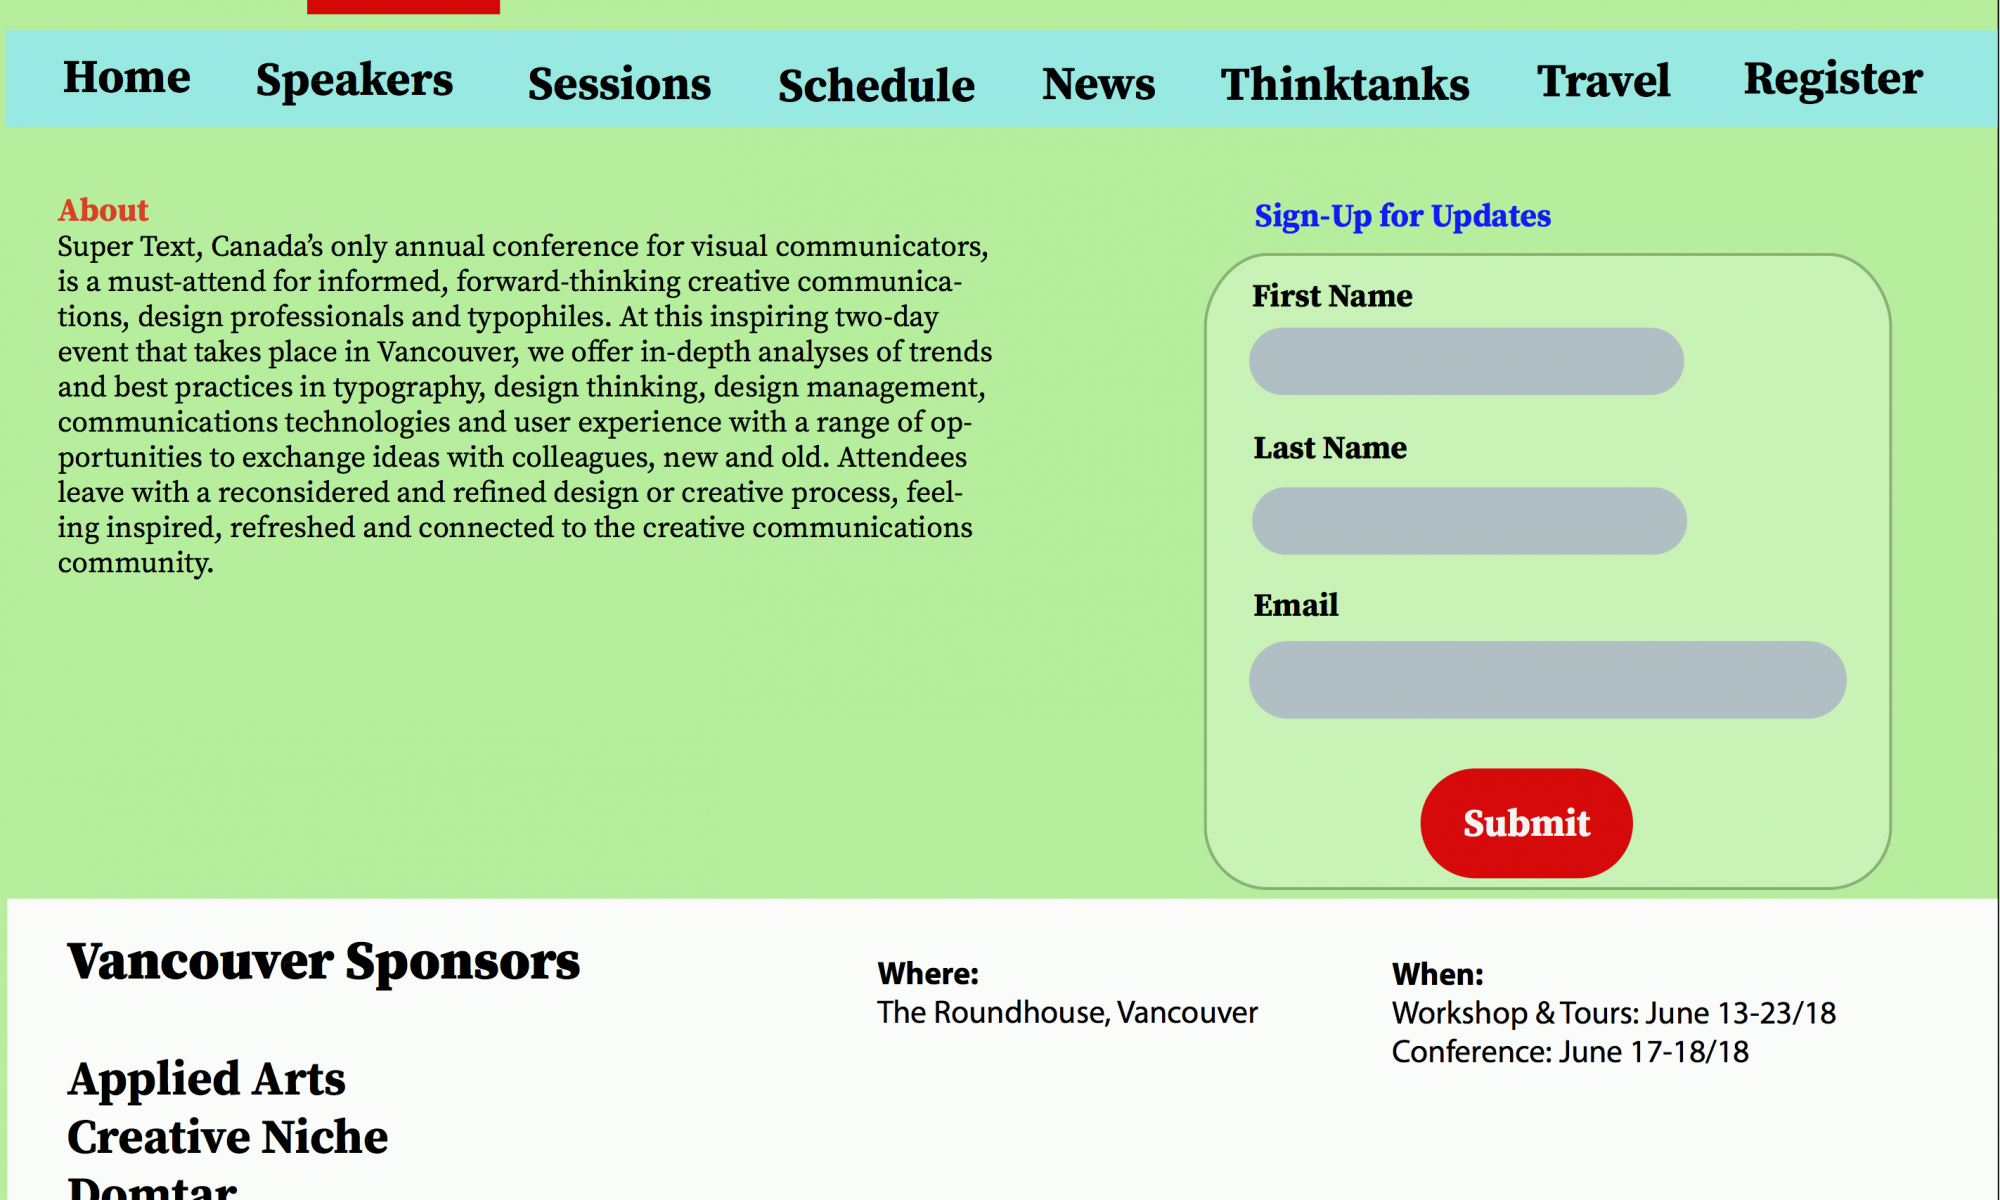 Home Speakers Sessions Schedule News Thinktanks Travel Register
About
Super Text, Canada’s only annual conference for visual communicators,
is a must-attend for informed, forward-thinking creative communica-
tions, design professionals and typophiles. At this inspiring two-day
event that takes place in Vancouver, we offer in-depth analyses of trends
and best practices in typography, design thinking, design management,
communications technologies and user experience with a range of op-
portunities to exchange ideas with colleagues, new and old. Attendees
leave with a reconsidered and refined design or creative process, feel-
ing inspired, refreshed and connected to the creative communications
community.
Sign-Up for Updates
First Name
Last Name
Email
Submit
Vancouver Sponsors
Applied Arts
Creative Niche
Domtar
Where:
The Roundhouse, Vancouver
When:
Workshop & Tours: June 13-23/18
Conference: June 17-18/18